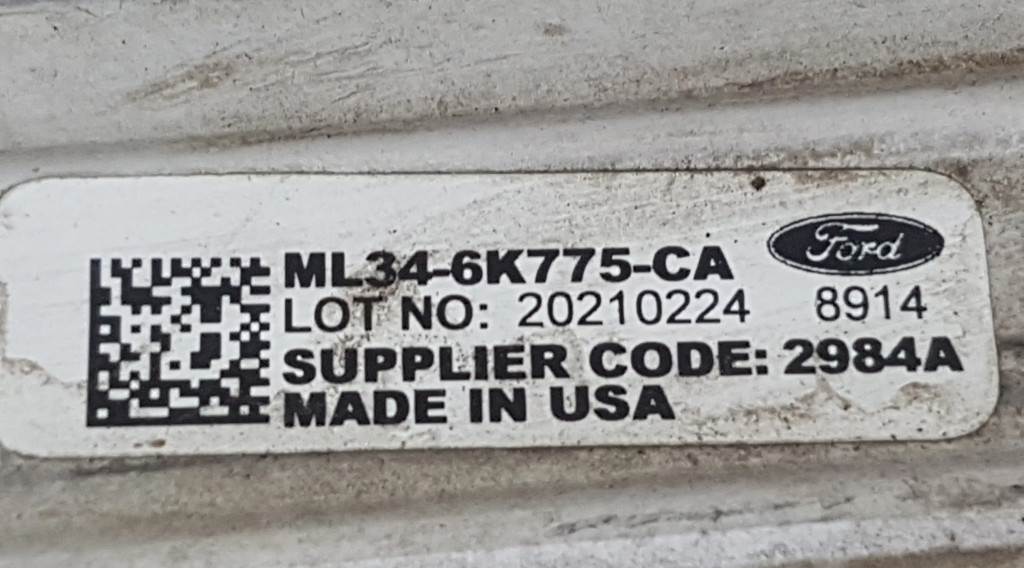 Ford
ML34-6K775-CA
LOT NO: 20210224 8914
SUPPLIER CODE: 2984A
MADE IN USA